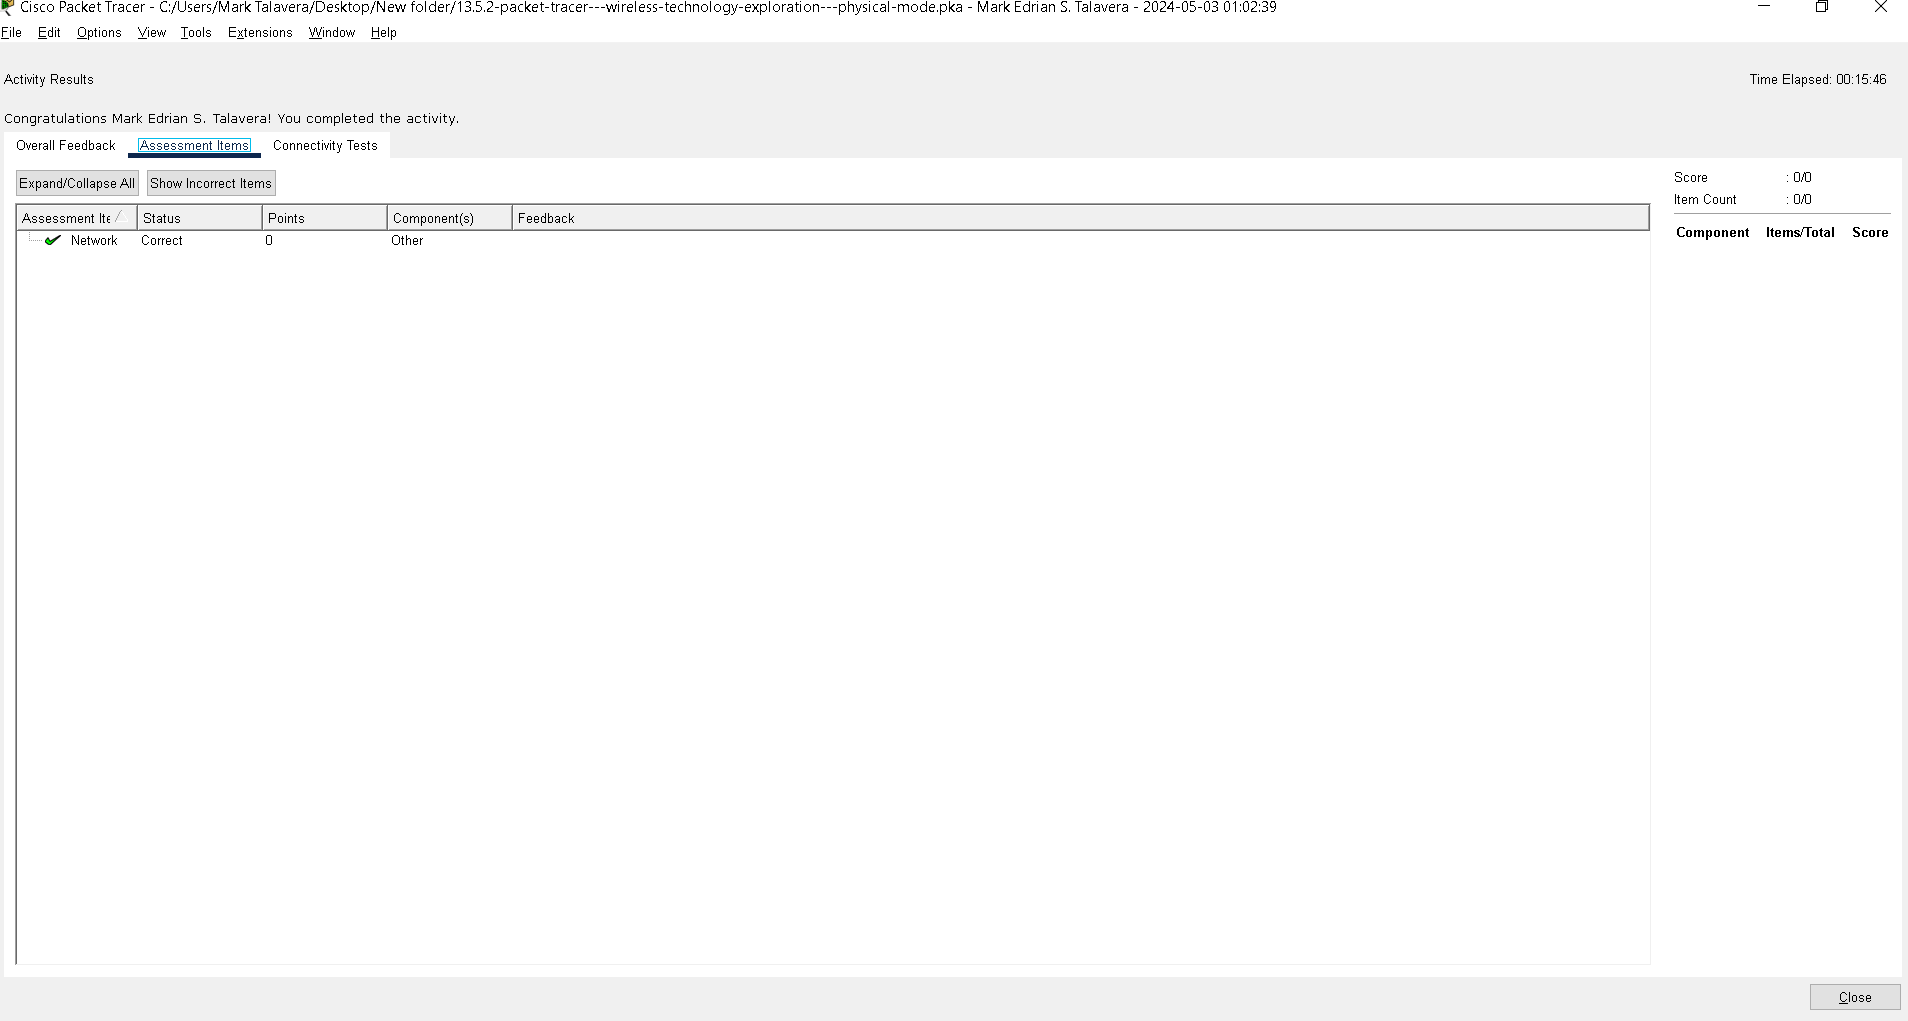 Cisco Packet Tracer - C:/Users/Mark Talavera/Desktop/New folder/13.5.2-packet-tracer---wireless-technology-exploration---physical-mode.pka - Mark Edrian S. Talavera - 2024-05-03 01:02:39
File Edit Options View Tools Extensions Window Help
Activity Results Time Elapsed: 00:15:46
Congratulations Mark Edrian S. Talavera! You completed the activity.
Overall Feedback Assessment Items Connectivity Tests
Expand/Collapse All Show Incorrect Items
Score : 0/0
Item Count : 0/0
Component Items/Total Score
Assessment Ite Status Points Component(s) Feedback
Network Correct 0 Other
Close